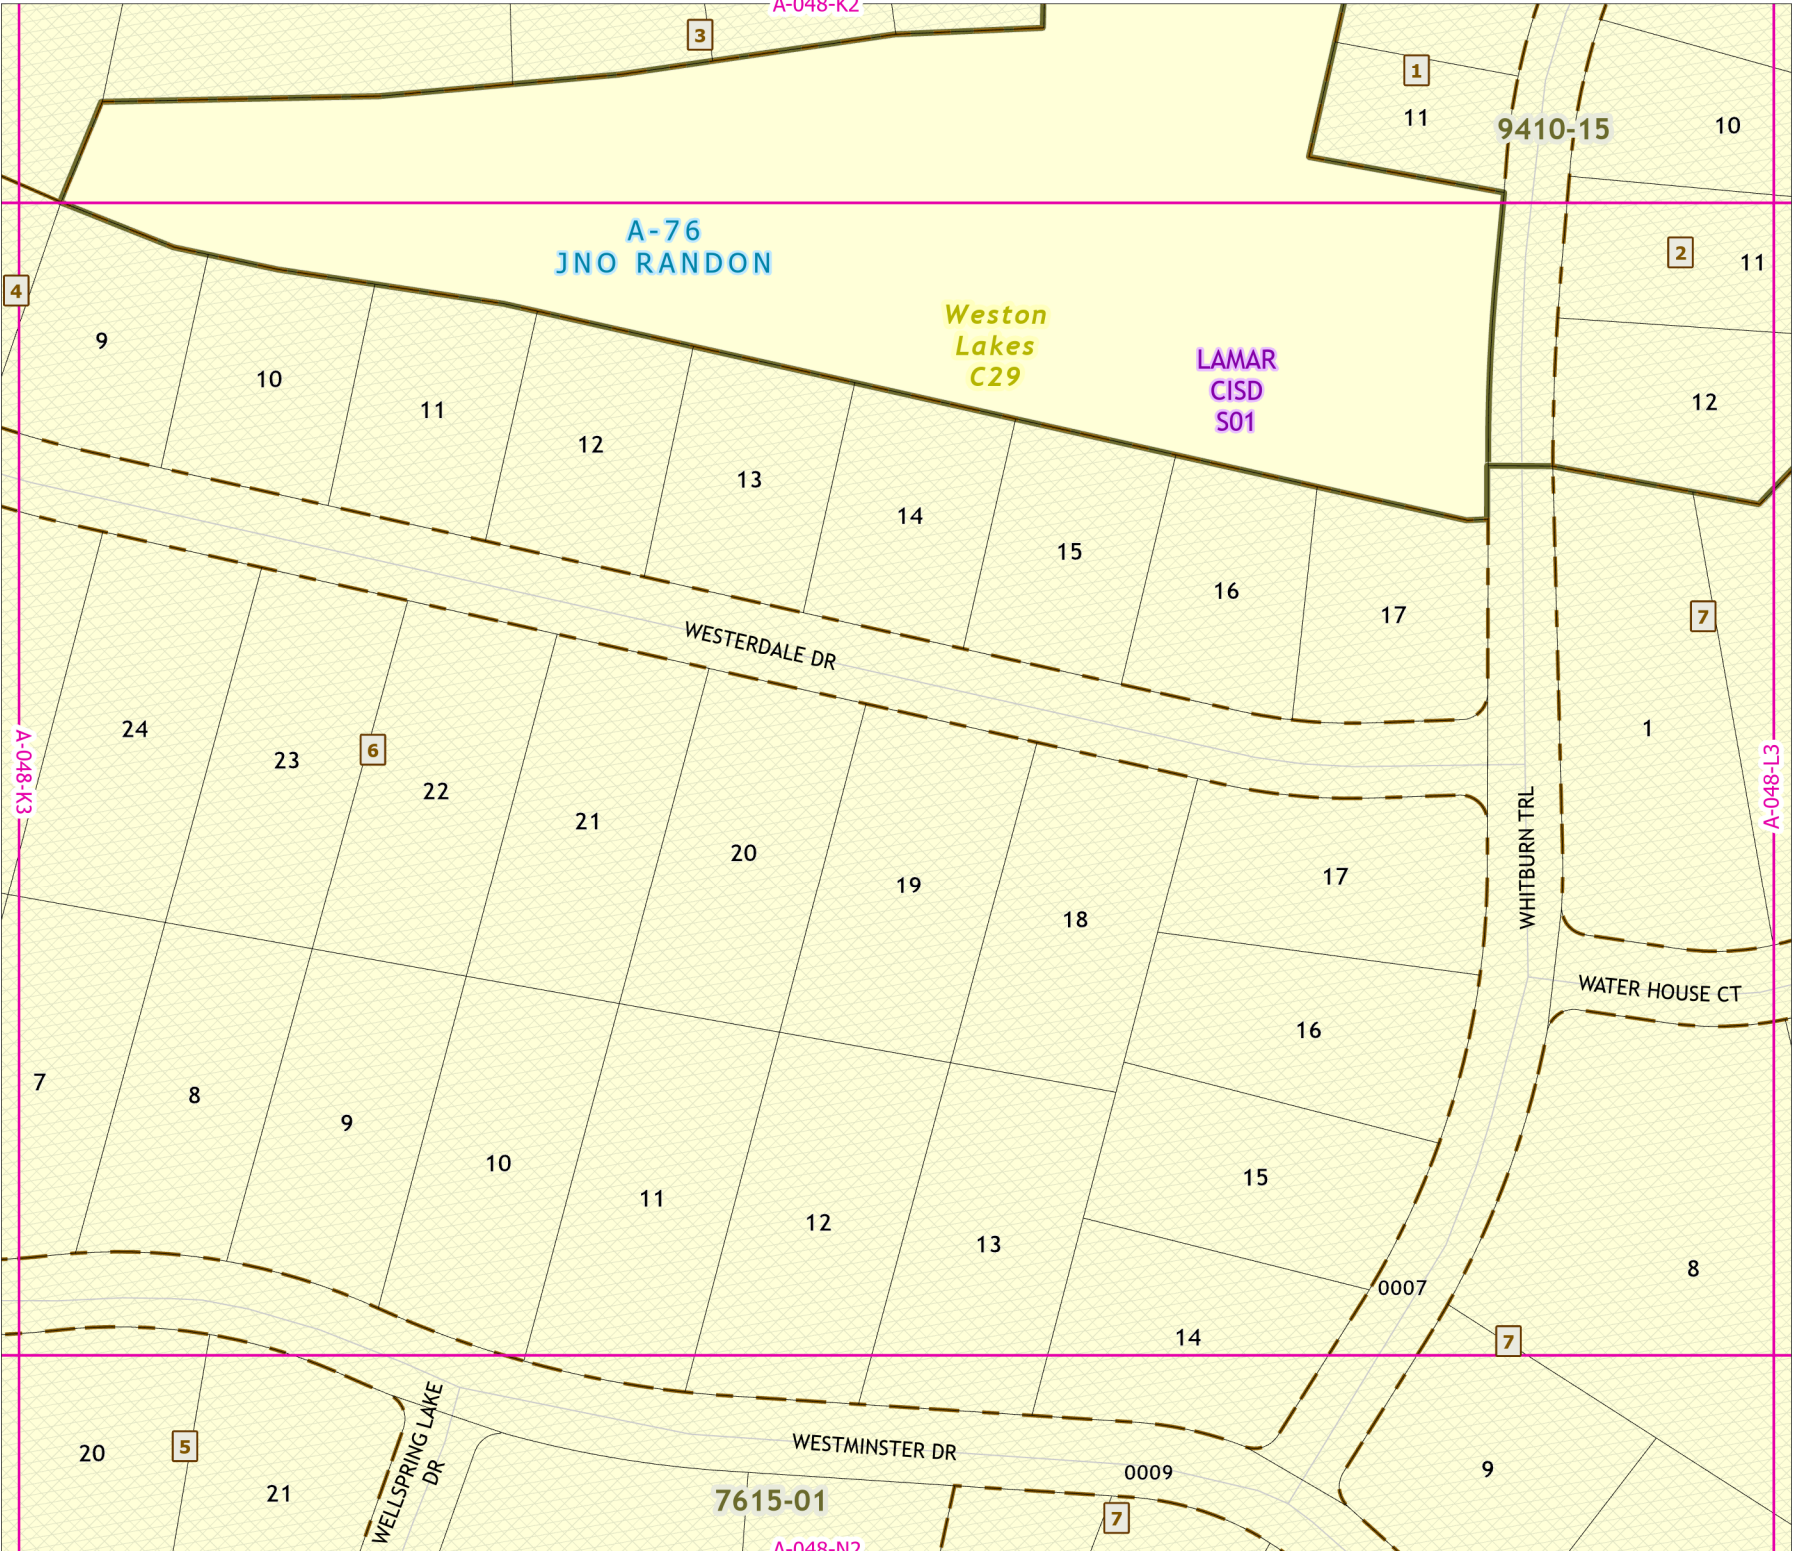 A-048-K2
3
1
11
9410-15
10
A-76
JNO RANDON
2
11
4
9
Weston
Lakes
C29
LAMAR
CISD
S01
10
11
12
12
13
14
15
16
17
7
WESTERDALE DR
24
23
6
22
21
20
19
18
17
1
A-048-K3
A-048-L3
WHITBURN TRL
WATER HOUSE CT
16
7
8
9
10
11
12
13
15
14
8
0007
7
WELLSPRING LAKE
DR
20
5
21
WESTMINSTER DR
0009
9
7615-01
7
A-048-N2